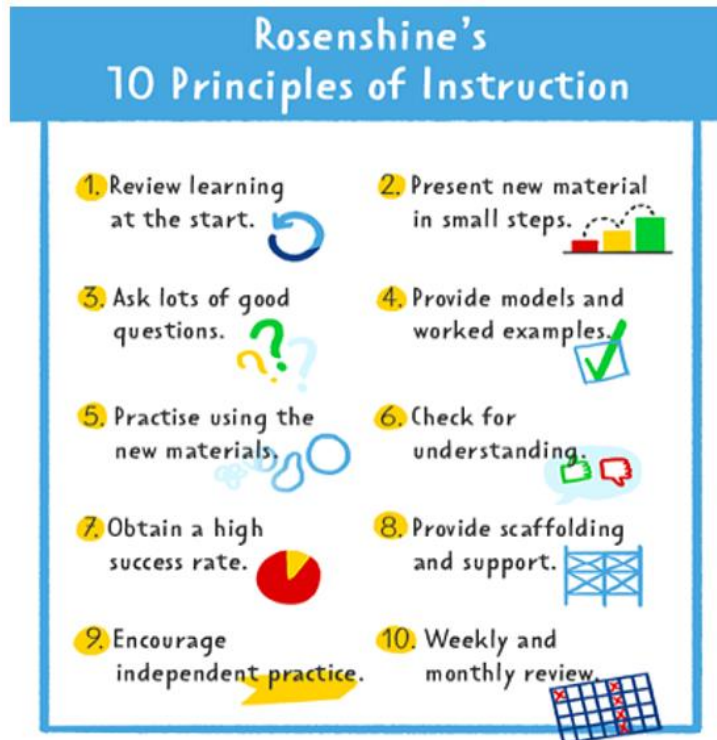 Rosenshine's
10 Principles of Instruction
1. Review learning
at the start.
2. Present new material
in small steps.
3. Ask lots of good
questions.
4. Provide models and
worked examples.
5. Practise using the
new materials.
6. Check for
understanding.
7. Obtain a high
success rate.
8. Provide scaffolding
and support.
9. Encourage
independent practice.
10. Weekly and
monthly review.